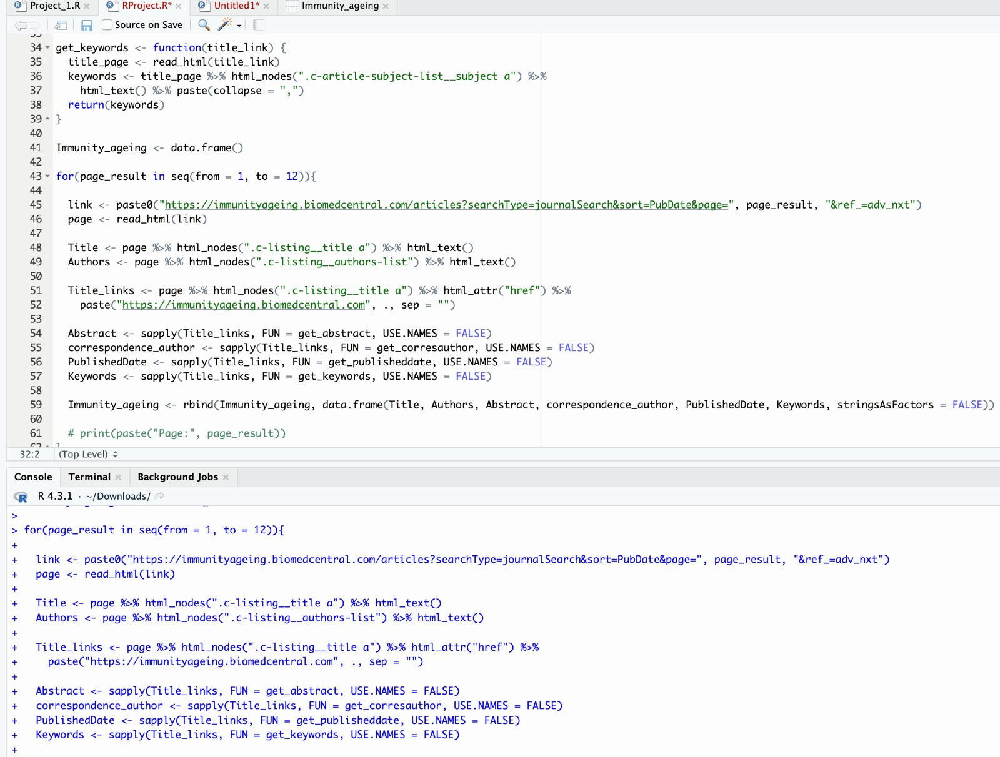 Project_1.R
RProject.R*
Untitled1*
Immunity_ageing
Source on Save
34 get_keywords <- function(title_link) {
35   title_page <- read_html(title_link)
36   keywords <- title_page %>% html_nodes(".c-article-subject-list__subject a") %>%
37     html_text() %>% paste(collapse = ",")
38   return(keywords)
39 }
40
41 Immunity_ageing <- data.frame()
42
43 for(page_result in seq(from = 1, to = 12)){
44
45   link <- paste0("https://immunityageing.biomedcentral.com/articles?searchType=journalSearch&sort=PubDate&page=", page_result, "&ref_=adv_nxt")
46   page <- read_html(link)
47
48   Title <- page %>% html_nodes(".c-listing__title a") %>% html_text()
49   Authors <- page %>% html_nodes(".c-listing__authors-list") %>% html_text()
50
51   Title_links <- page %>% html_nodes(".c-listing__title a") %>% html_attr("href") %>%
52     paste("https://immunityageing.biomedcentral.com", ., sep = "")
53
54   Abstract <- sapply(Title_links, FUN = get_abstract, USE.NAMES = FALSE)
55   correspondence_author <- sapply(Title_links, FUN = get_corresauthor, USE.NAMES = FALSE)
56   PublishedDate <- sapply(Title_links, FUN = get_publisheddate, USE.NAMES = FALSE)
57   Keywords <- sapply(Title_links, FUN = get_keywords, USE.NAMES = FALSE)
58
59   Immunity_ageing <- rbind(Immunity_ageing, data.frame(Title, Authors, Abstract, correspondence_author, PublishedDate, Keywords, stringsAsFactors = FALSE))
60
61   # print(paste("Page:", page_result))
32:2 (Top Level)
Console Terminal Background Jobs
R 4.3.1 · ~/Downloads/
>
> for(page_result in seq(from = 1, to = 12)){
+
+   link <- paste0("https://immunityageing.biomedcentral.com/articles?searchType=journalSearch&sort=PubDate&page=", page_result, "&ref_=adv_nxt")
+   page <- read_html(link)
+
+   Title <- page %>% html_nodes(".c-listing__title a") %>% html_text()
+   Authors <- page %>% html_nodes(".c-listing__authors-list") %>% html_text()
+
+   Title_links <- page %>% html_nodes(".c-listing__title a") %>% html_attr("href") %>%
+     paste("https://immunityageing.biomedcentral.com", ., sep = "")
+
+   Abstract <- sapply(Title_links, FUN = get_abstract, USE.NAMES = FALSE)
+   correspondence_author <- sapply(Title_links, FUN = get_corresauthor, USE.NAMES = FALSE)
+   PublishedDate <- sapply(Title_links, FUN = get_publisheddate, USE.NAMES = FALSE)
+   Keywords <- sapply(Title_links, FUN = get_keywords, USE.NAMES = FALSE)
+